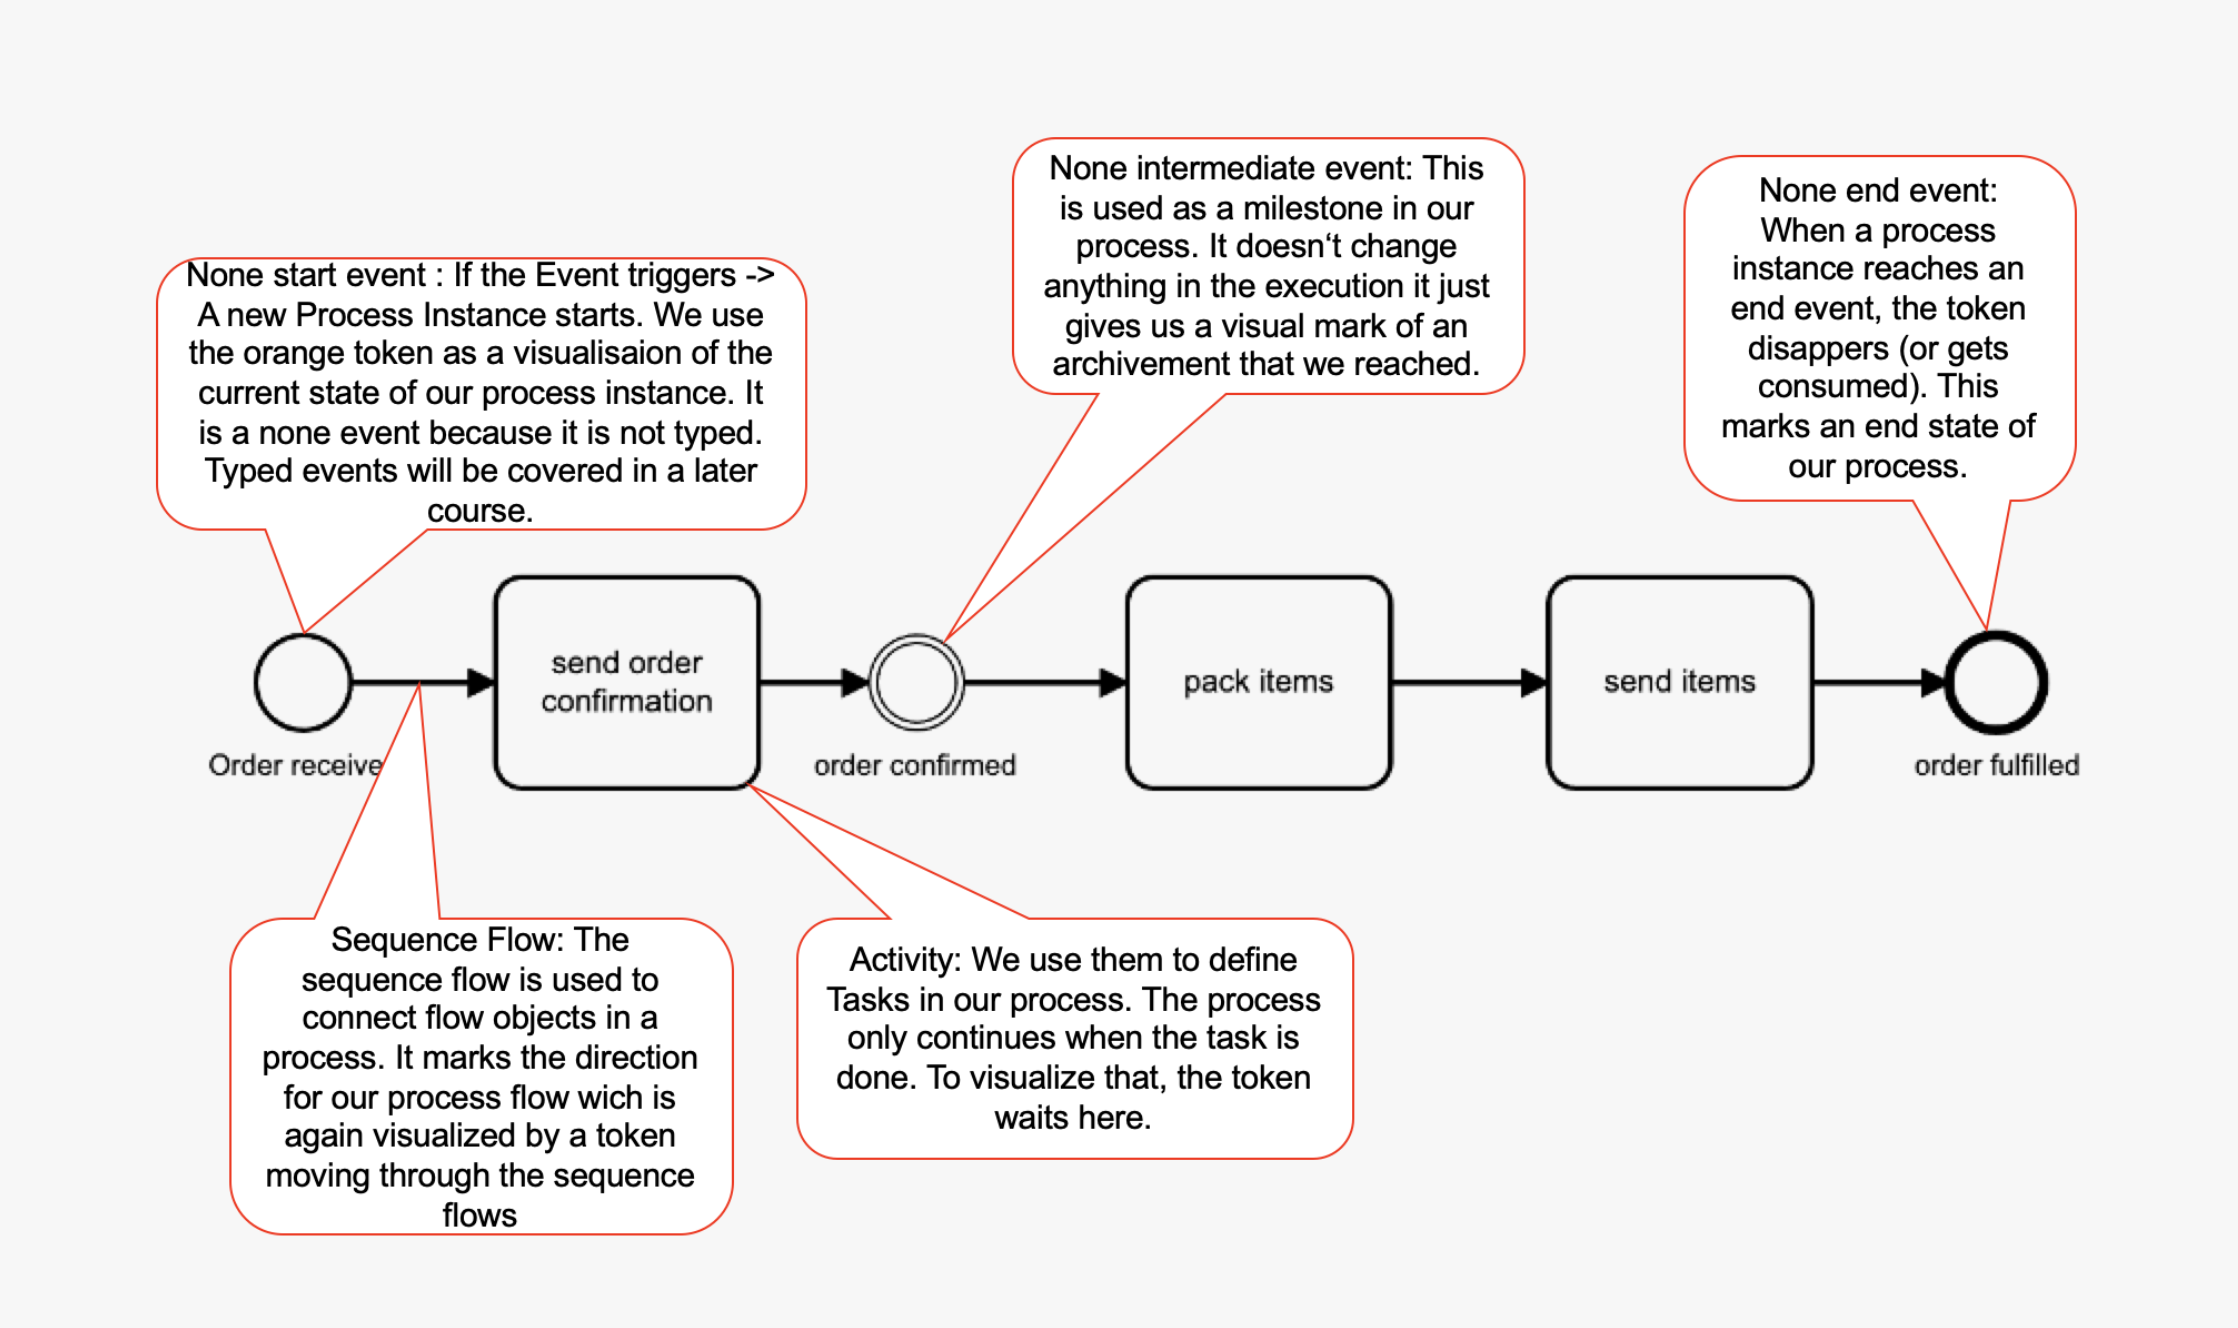 None start event : If the Event triggers ->
A new Process Instance starts. We use
the orange token as a visualisaion of the
current state of our process instance. It
is a none event because it is not typed.
Typed events will be covered in a later
course.
None intermediate event: This
is used as a milestone in our
process. It doesn‘t change
anything in the execution it just
gives us a visual mark of an
archivement that we reached.
None end event:
When a process
instance reaches an
end event, the token
disappers (or gets
consumed). This
marks an end state of
our process.
Order receive
send order
confirmation
order confirmed
pack items
send items
order fulfilled
Sequence Flow: The
sequence flow is used to
connect flow objects in a
process. It marks the direction
for our process flow wich is
again visualized by a token
moving through the sequence
flows
Activity: We use them to define
Tasks in our process. The process
only continues when the task is
done. To visualize that, the token
waits here.